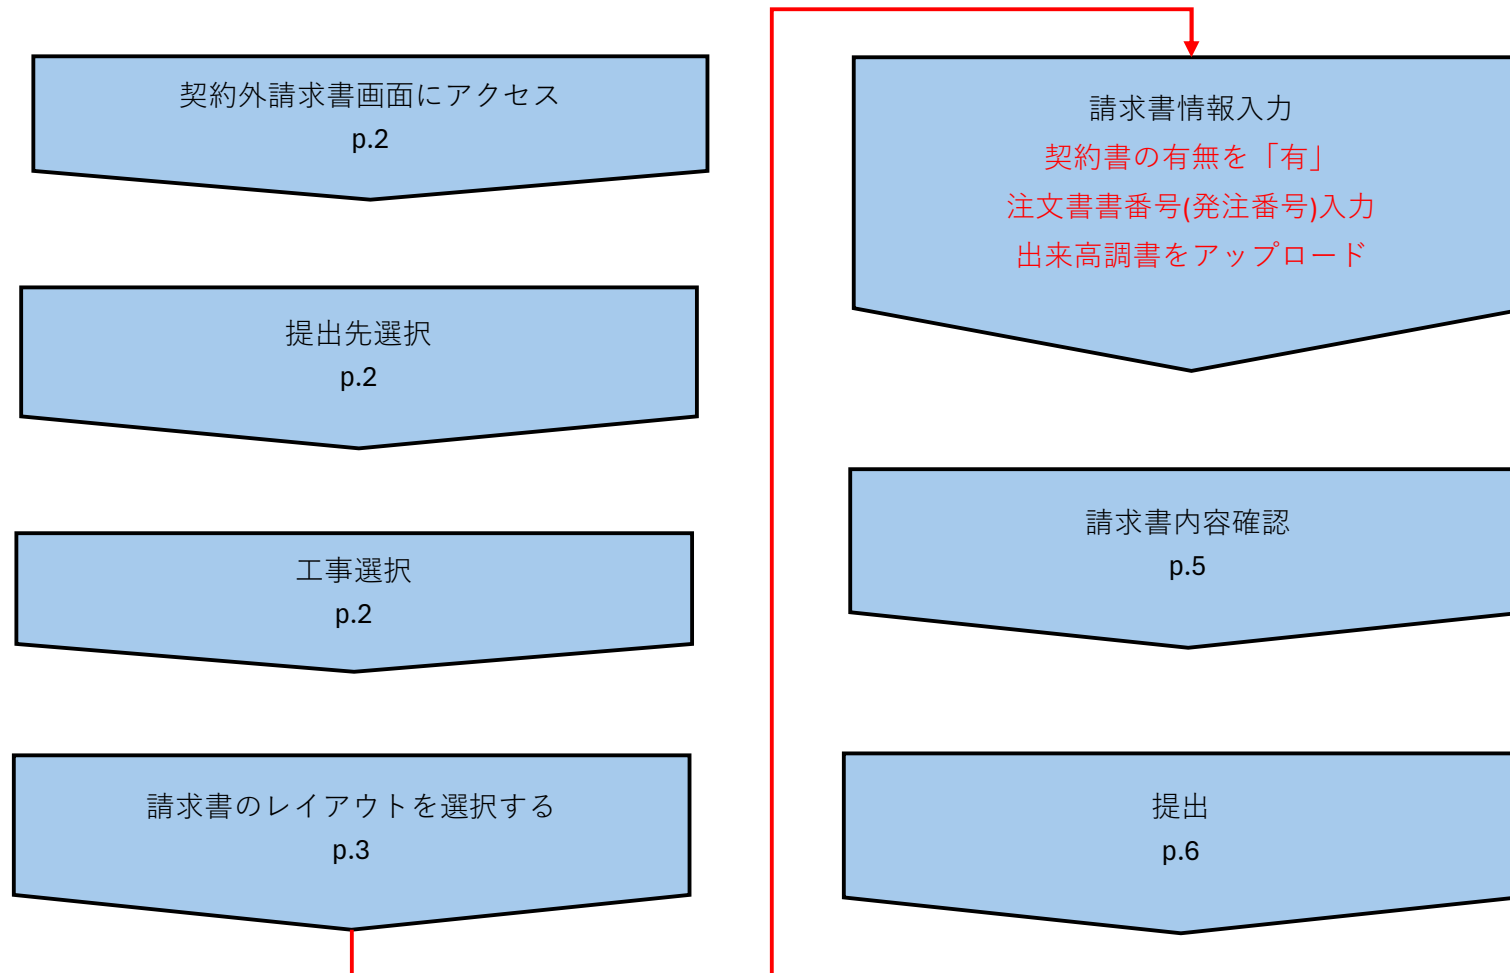 契約外請求書画面にアクセス
p.2
提出先選択
p.2
工事選択
p.2
請求書のレイアウトを選択する
p.3
請求書情報入力
契約書の有無を「有」
注文書書番号(発注番号)入力
出来高調書をアップロード
請求書内容確認
p.5
提出
p.6